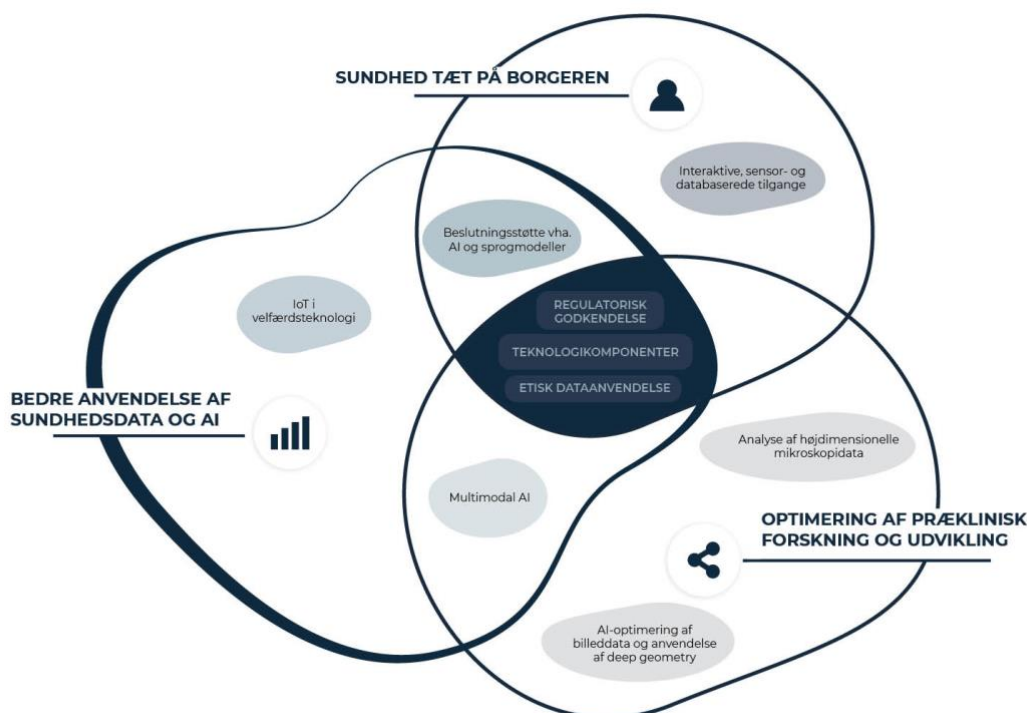 SUNDHED TÆT PÅ BORGEREN
Interaktive, sensor- og
databaserede tilgange
Beslutningsstøtte vha.
AI og sprogmodeller
IoT i
velfærdsteknologi
REGULATORISK
GODKENDELSE
TEKNOLOGIKOMPONENTER
ETISK DATAANVENDELSE
BEDRE ANVENDELSE AF
SUNDHEDSDATA OG AI
Analyse af højdimensionelle
mikroskopidata
Multimodal AI
OPTIMERING AF PRÆKLINISK
FORSKNING OG UDVIKLING
AI-optimering af
billeddata og anvendelse
af deep geometry